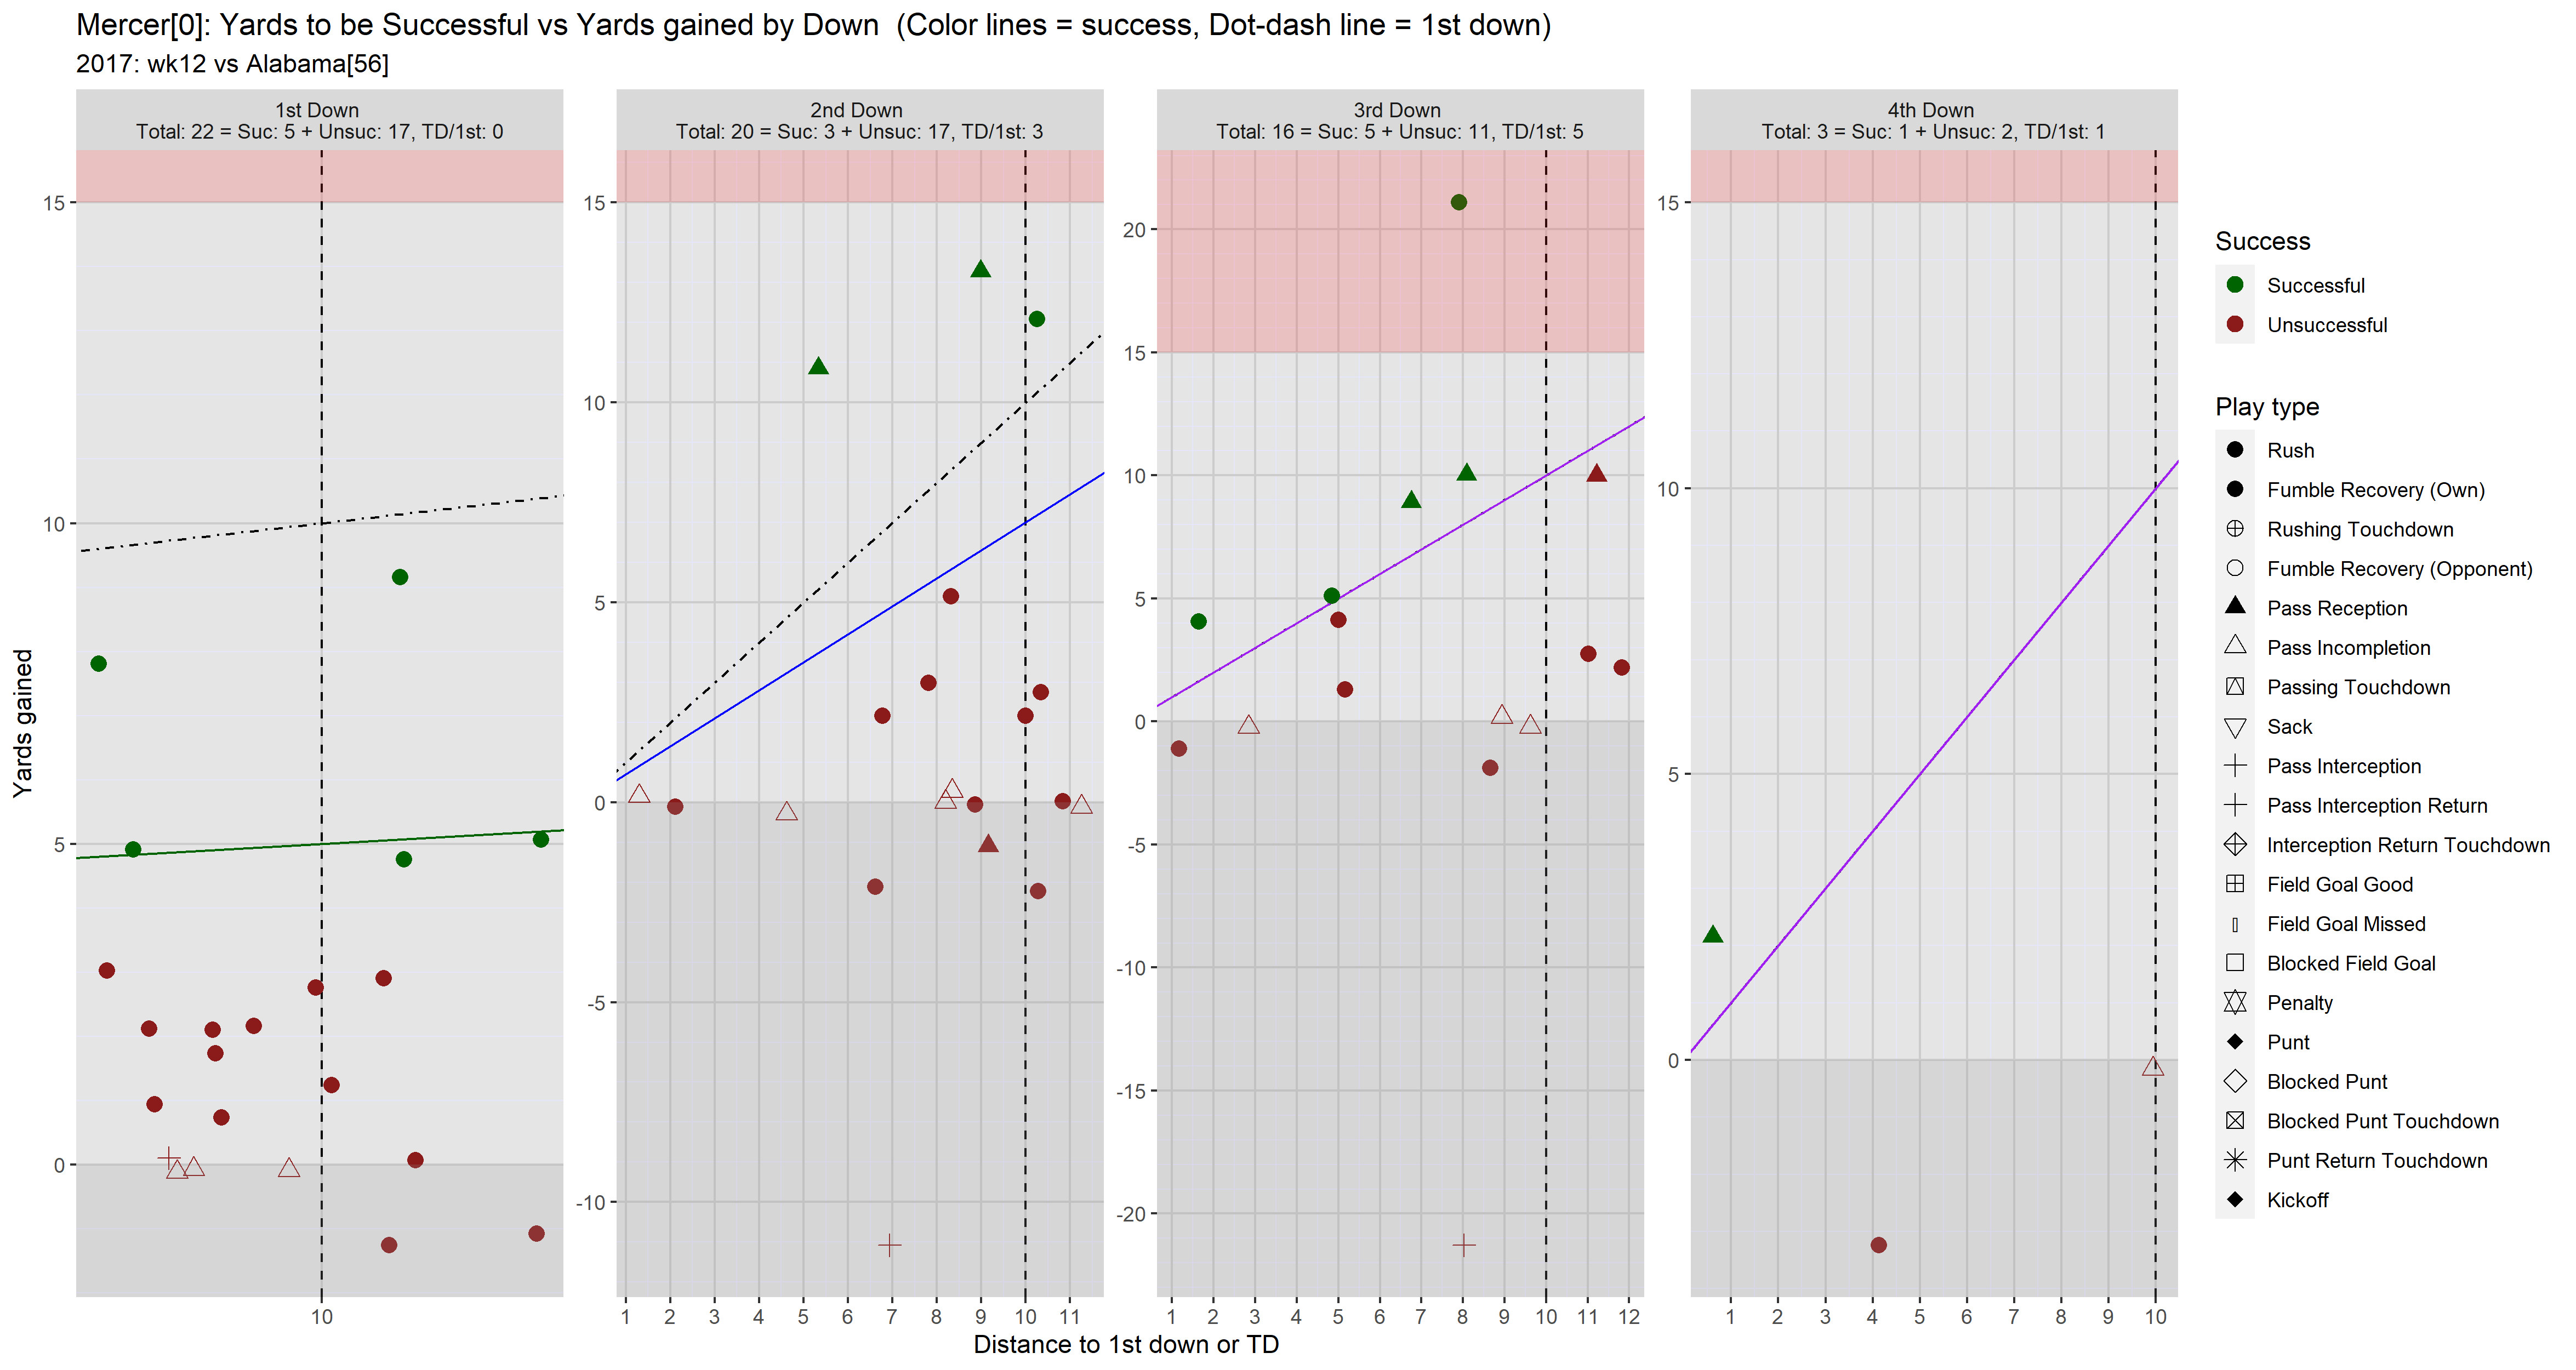 Mercer[0]: Yards to be Successful vs Yards gained by Down  (Color lines = success, Dot-dash line = 1st down)
2017: wk12 vs Alabama[56]
1st Down
Total: 22 = Suc: 5 + Unsuc: 17, TD/1st: 0
2nd Down
Total: 20 = Suc: 3 + Unsuc: 17, TD/1st: 3
3rd Down
Total: 16 = Suc: 5 + Unsuc: 11, TD/1st: 5
4th Down
Total: 3 = Suc: 1 + Unsuc: 2, TD/1st: 1
Yards gained
15
10
5
0
10
15
10
5
0
-5
-10
1 2 3 4 5 6 7 8 9 10 11
20
15
10
5
0
-5
-10
-15
-20
1 2 3 4 5 6 7 8 9 10 11 12
15
10
5
0
1 2 3 4 5 6 7 8 9 10
Distance to 1st down or TD
Success
Successful
Unsuccessful
Play type
Rush
Fumble Recovery (Own)
Rushing Touchdown
Fumble Recovery (Opponent)
Pass Reception
Pass Incompletion
Passing Touchdown
Sack
Pass Interception
Pass Interception Return
Interception Return Touchdown
Field Goal Good
Field Goal Missed
Blocked Field Goal
Penalty
Punt
Blocked Punt
Blocked Punt Touchdown
Punt Return Touchdown
Kickoff